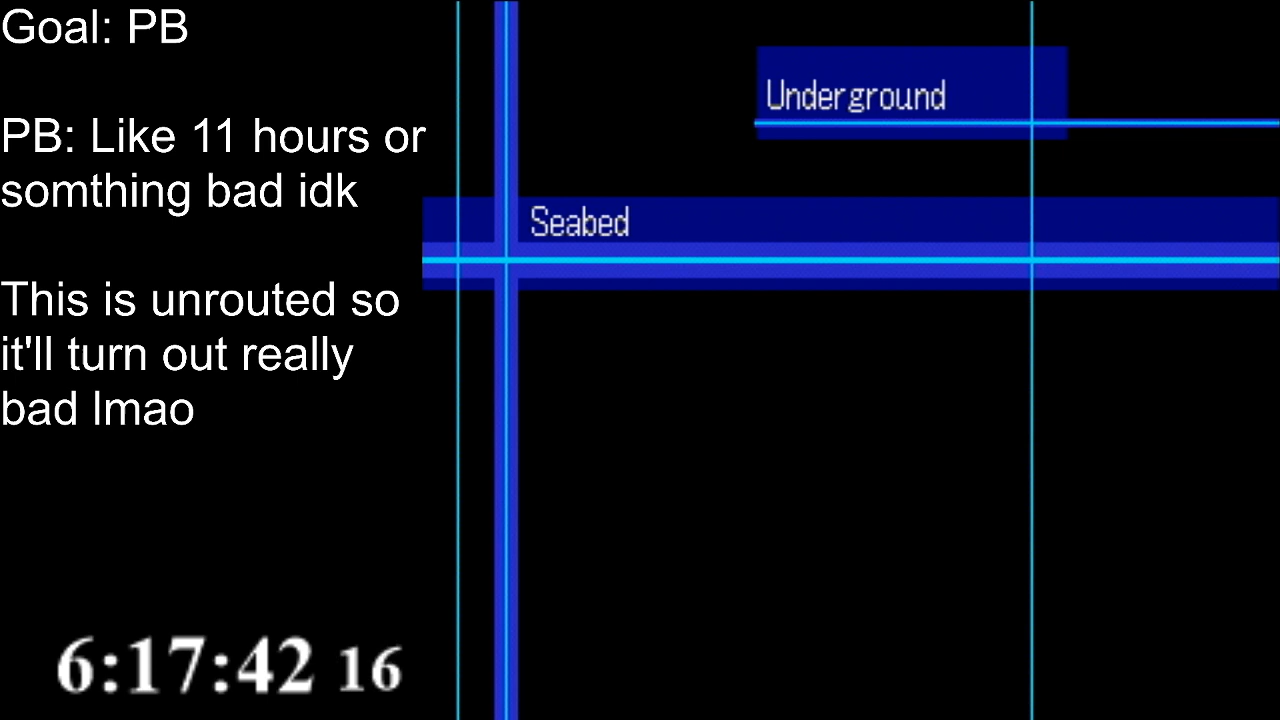 Goal: PB
PB: Like 11 hours or
somthing bad idk
This is unrouted so
it'll turn out really
bad lmao
Underground
Seabed
6:17:42 16